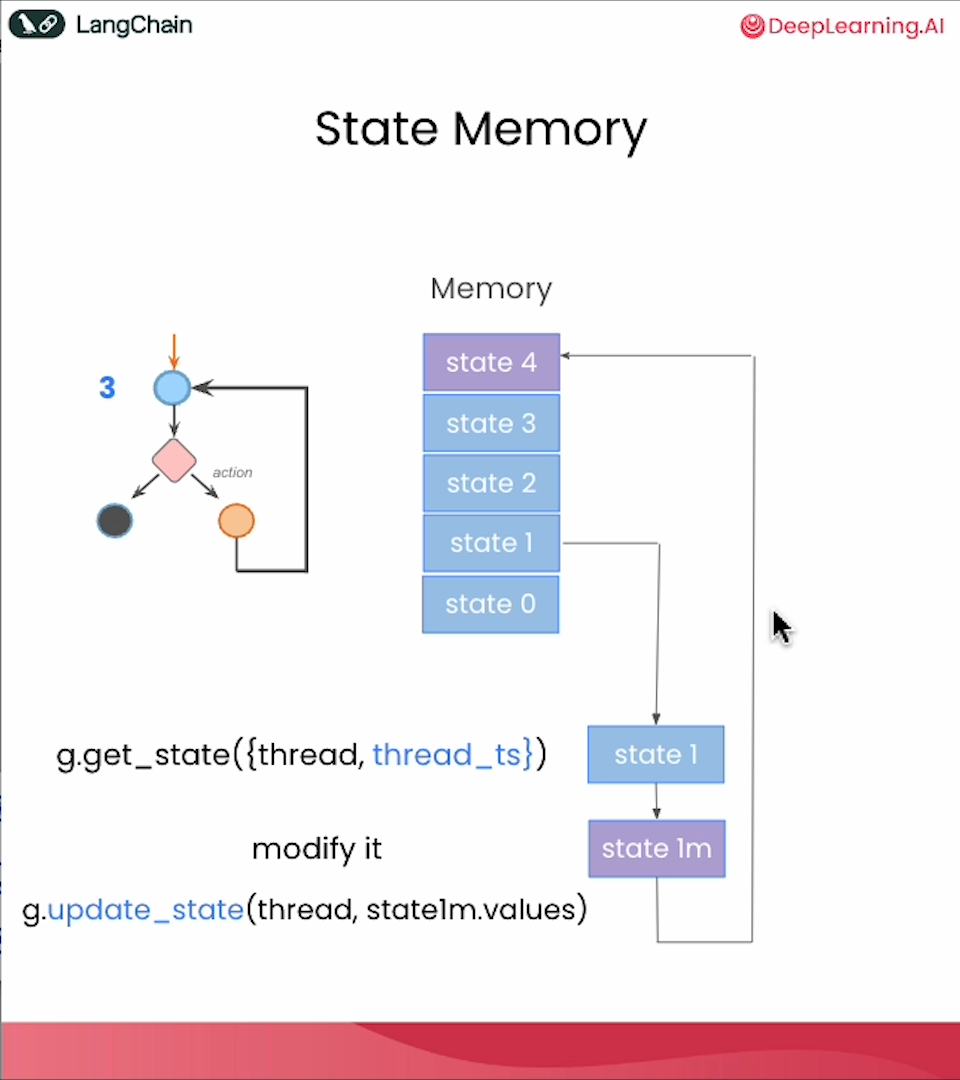 LangChain
DeepLearning.AI
State Memory
Memory
3
action
state 4
state 3
state 2
state 1
state 0
g.get_state({thread, thread_ts})
state 1
modify it
state 1m
g.update_state(thread, state1m.values)